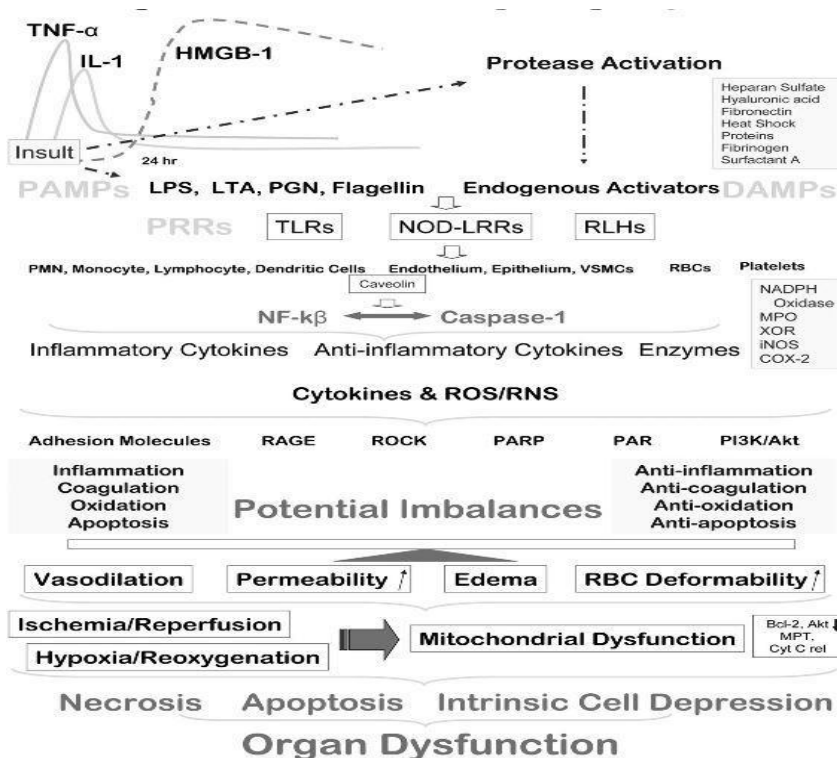 TNF-α
IL-1
HMGB-1
Protease Activation
Heparan Sulfate
Hyaluronic acid
Fibronectin
Heat Shock
Proteins
Fibrinogen
Surfactant A
Insult
24 hr
PAMPs LPS, LTA, PGN, Flagellin Endogenous Activators DAMPs
PRRs TLRs NOD-LRRs RLHs
PMN, Monocyte, Lymphocyte, Dendritic Cells Endothelium, Epithelium, VSMCs RBCs Platelets
Caveolin
NADPH
Oxidase
MPO
XOR
iNOS
COX-2
NF-kβ Caspase-1
Inflammatory Cytokines Anti-inflammatory Cytokines Enzymes
Cytokines & ROS/RNS
Adhesion Molecules RAGE ROCK PARP PAR PI3K/Akt
Inflammation
Coagulation
Oxidation
Apoptosis
Potential Imbalances
Anti-inflammation
Anti-coagulation
Anti-oxidation
Anti-apoptosis
Vasodilation Permeability Edema RBC Deformability
Ischemia/Reperfusion
Hypoxia/Reoxygenation
Mitochondrial Dysfunction
Bcl-2, Akt
MPT,
Cyt C rel
Necrosis Apoptosis Intrinsic Cell Depression
Organ Dysfunction